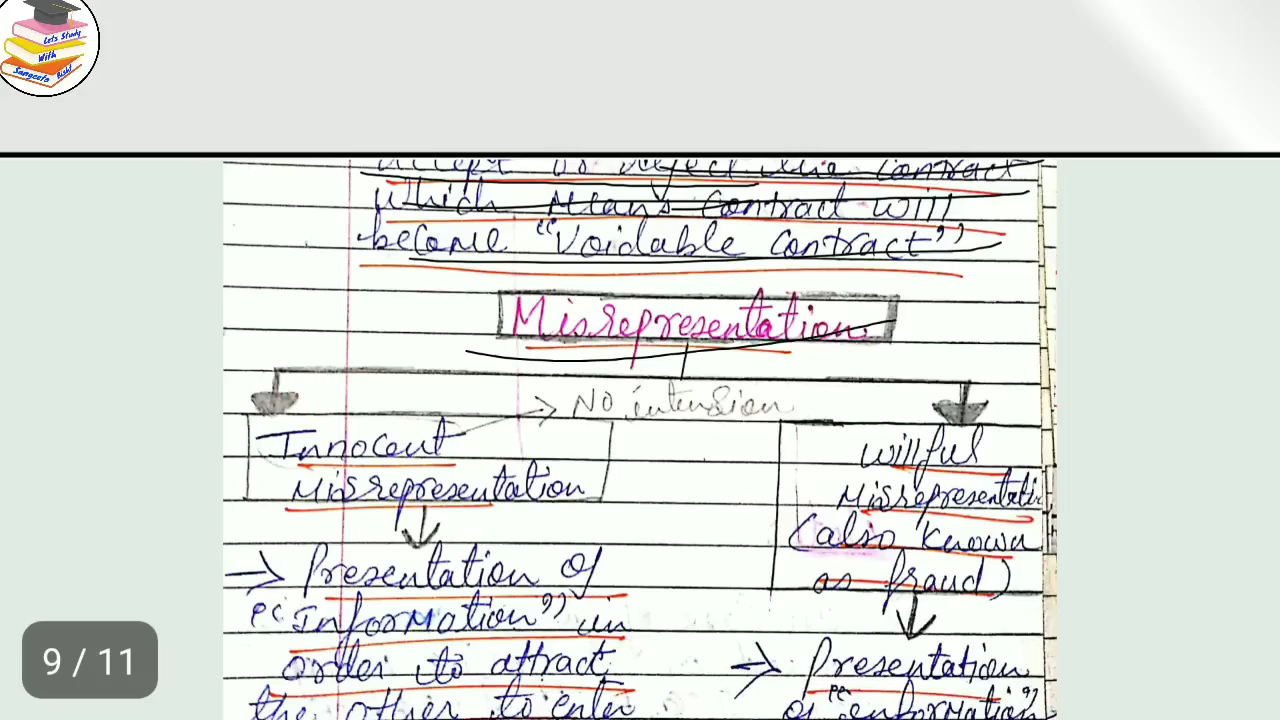 Lets Study
With
Sangeeta Bisht
accept or reject the contract
which means contract will
become "Voidable contract"
Misrepresentation
NO intension
Innocent
Misrepresentation
Presentation of
"Information" in
order to attract
the other to enter
willful
Misrepresentati
(also known
as fraud)
Presentation
of "information"
9 / 11